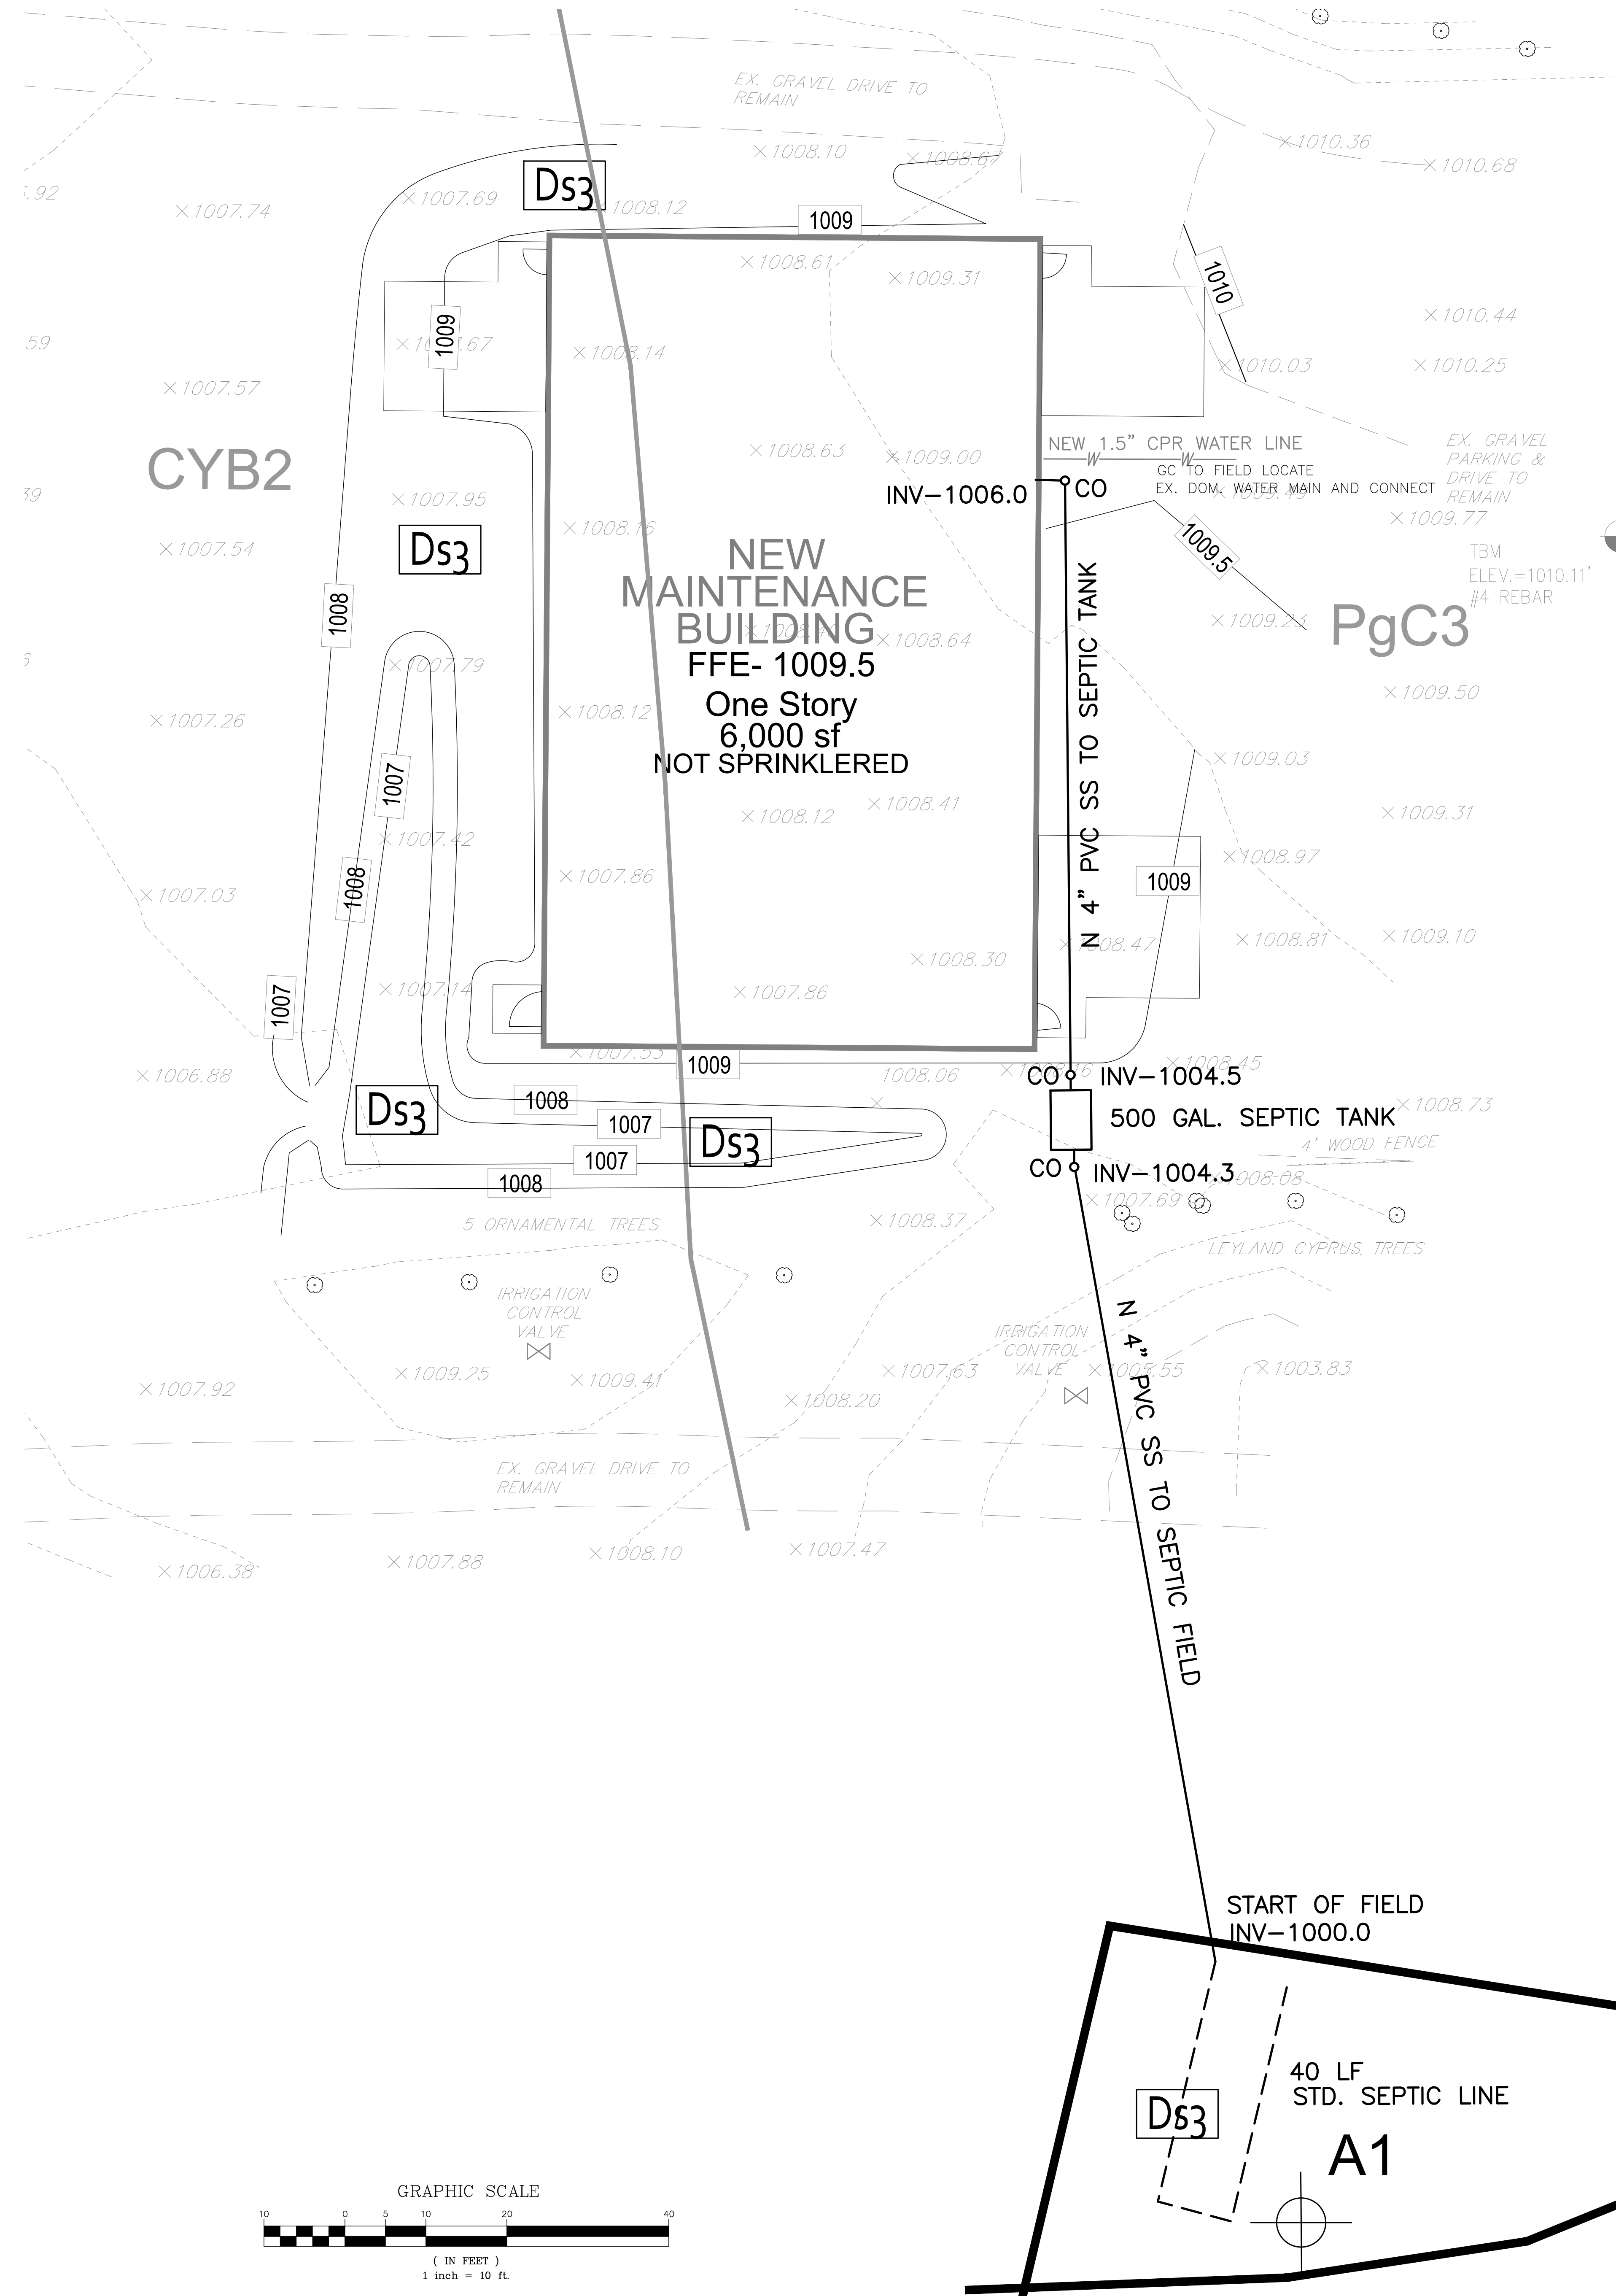 EX. GRAVEL DRIVE TO
REMAIN
×1010.36
×1008.10
×1008.67
×1010.68
Ds3
.92
×1007.69
×1008.12
×1007.74
1009
×1008.61
×1009.31
1010
×1010.44
1009
59
×1008.14
×1010.03
×1010.25
×1007.57
NEW 1.5" CPR WATER LINE
W
W
EX. GRAVEL
PARKING &
DRIVE TO
REMAIN
×1008.63
×1009.00
GC TO FIELD LOCATE
EX. DOM. WATER MAIN AND CONNECT
CYB2
INV-1006.0
CO
39
×1007.95
×1009.77
×1008.16
1009.5
Ds3
×1007.54
TBM
ELEV.=1010.11'
#4 REBAR
NEW
MAINTENANCE
BUILDING
FFE- 1009.5
One Story
6,000 sf
NOT SPRINKLERED
1008
×1009.23
PgC3
×1008.64
×1007.79
×1009.50
×1008.12
×1007.26
N 4" PVC SS TO SEPTIC TANK
×1009.03
1007
×1008.41
×1008.12
×1009.31
×1007.42
×1008.97
1008
×1007.86
1009
×1007.03
×1008.47
×1008.81
×1009.10
×1008.30
×1007.14
×1007.86
1007
×1007.53
1009
×1008.45
×1006.88
1008.06
CO
INV-1004.5
Ds3
1008
×1008.73
1007
500 GAL. SEPTIC TANK
Ds3
4' WOOD FENCE
1007
CO
INV-1004.3
×1008.08
1008
×1007.69
5 ORNAMENTAL TREES
×1008.37
LEYLAND CYPRUS TREES
IRRIGATION
CONTROL
VALVE
IRRIGATION
CONTROL
VALVE
N 4" PVC SS TO SEPTIC FIELD
×1009.25
×1009.41
×1007.63
×1005.55
×1003.83
×1007.92
×1008.20
EX. GRAVEL DRIVE TO
REMAIN
×1007.88
×1008.10
×1007.47
×1006.38
START OF FIELD
INV-1000.0
40 LF
STD. SEPTIC LINE
Ds3
A1
GRAPHIC SCALE
10 0 5 10 20 40
( IN FEET )
1 inch = 10 ft.